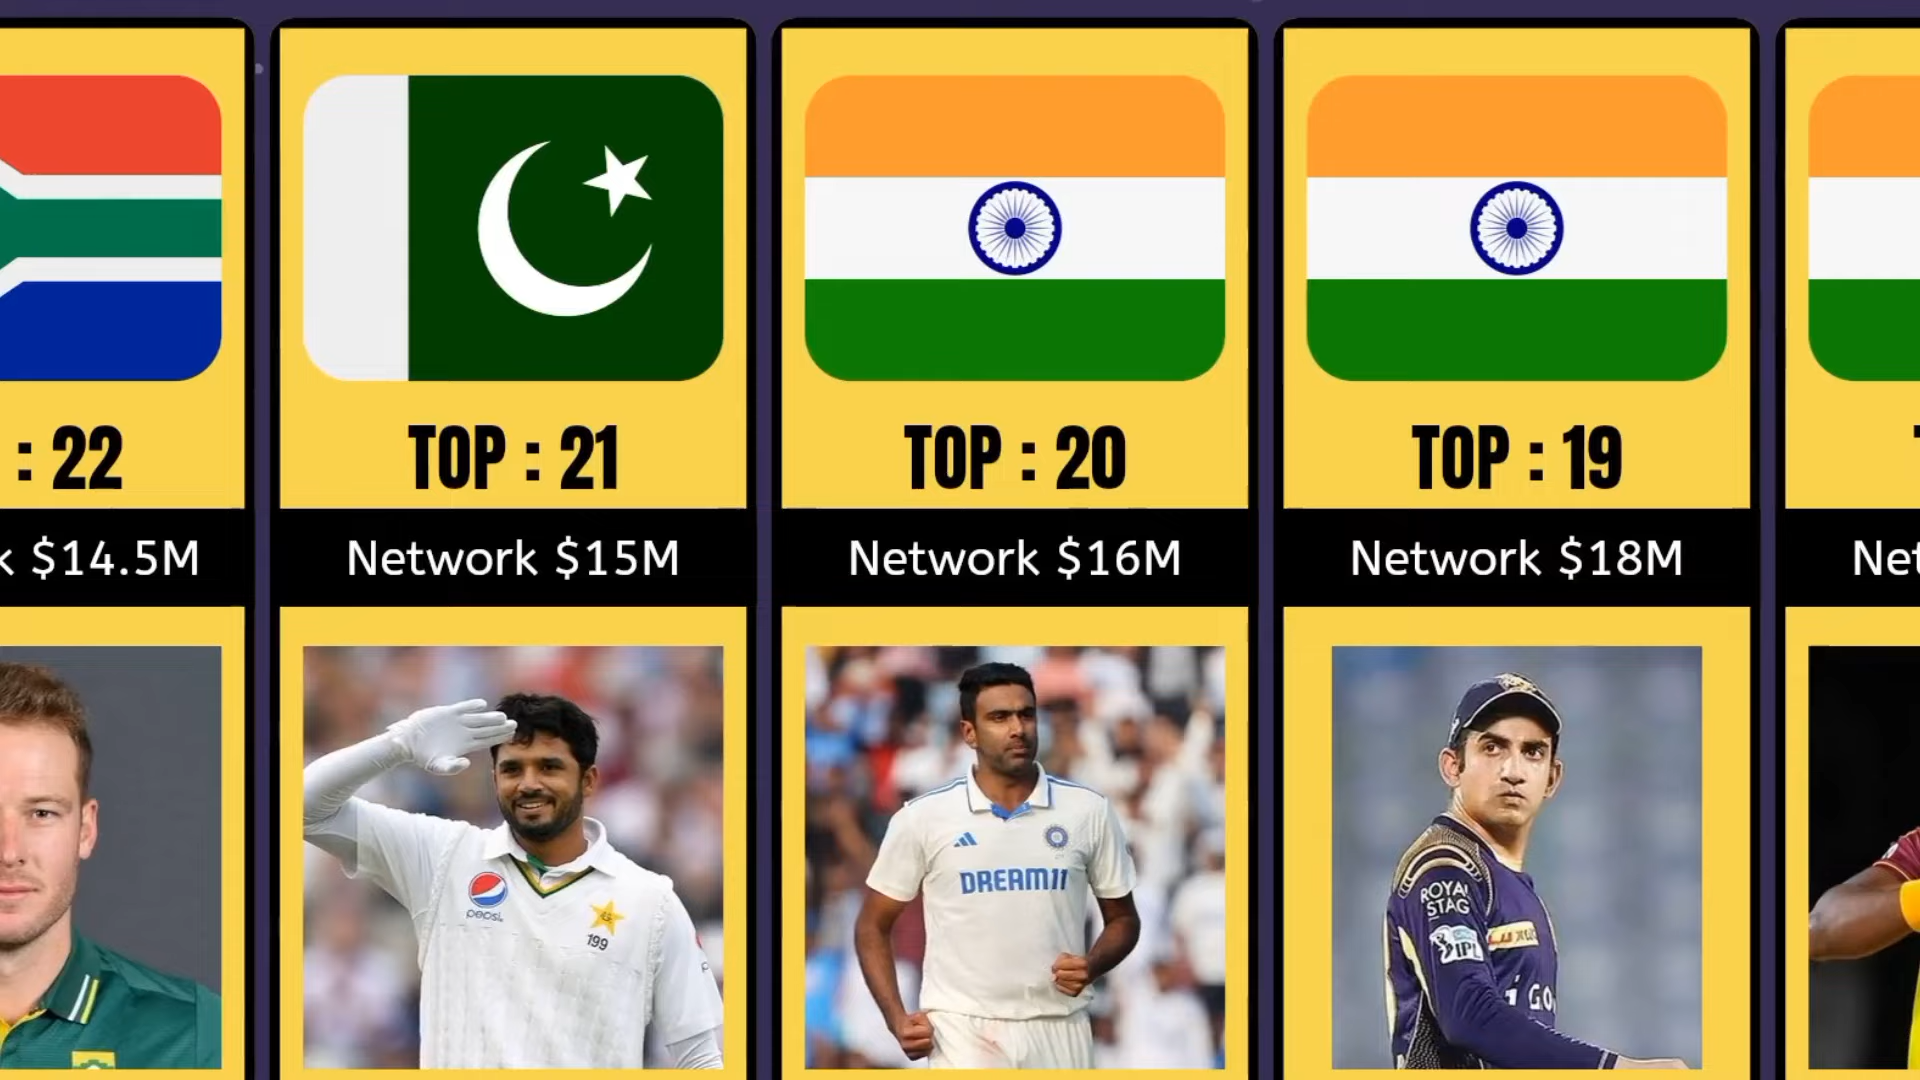 : 22
TOP : 21
TOP : 20
TOP : 19
$14.5M
Network $15M
Network $16M
Network $18M
pepsi
199
DREAM11
ROYAL
STAG
IPL